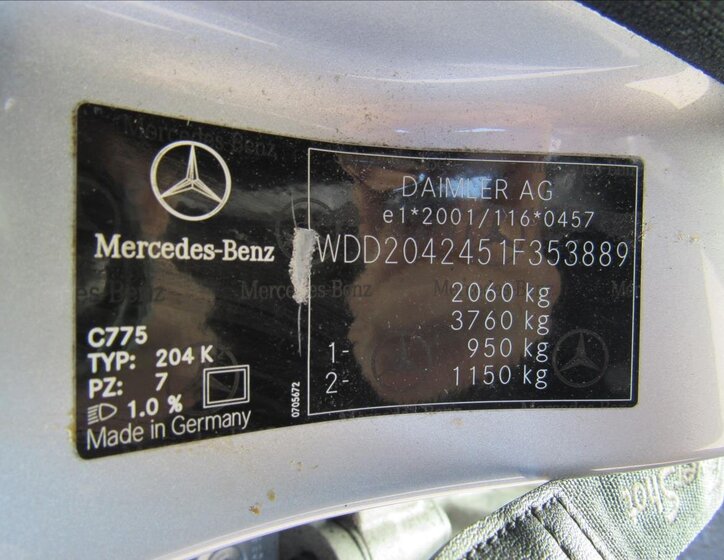 Mercedes-Benz
C775
TYP: 204 K
PZ: 7
1.0 %
Made in Germany
0705672
DAIMLER AG
e1*2001/116*0457
WDD2042451F353889
2060 kg
3760 kg
1- 950 kg
2- 1150 kg